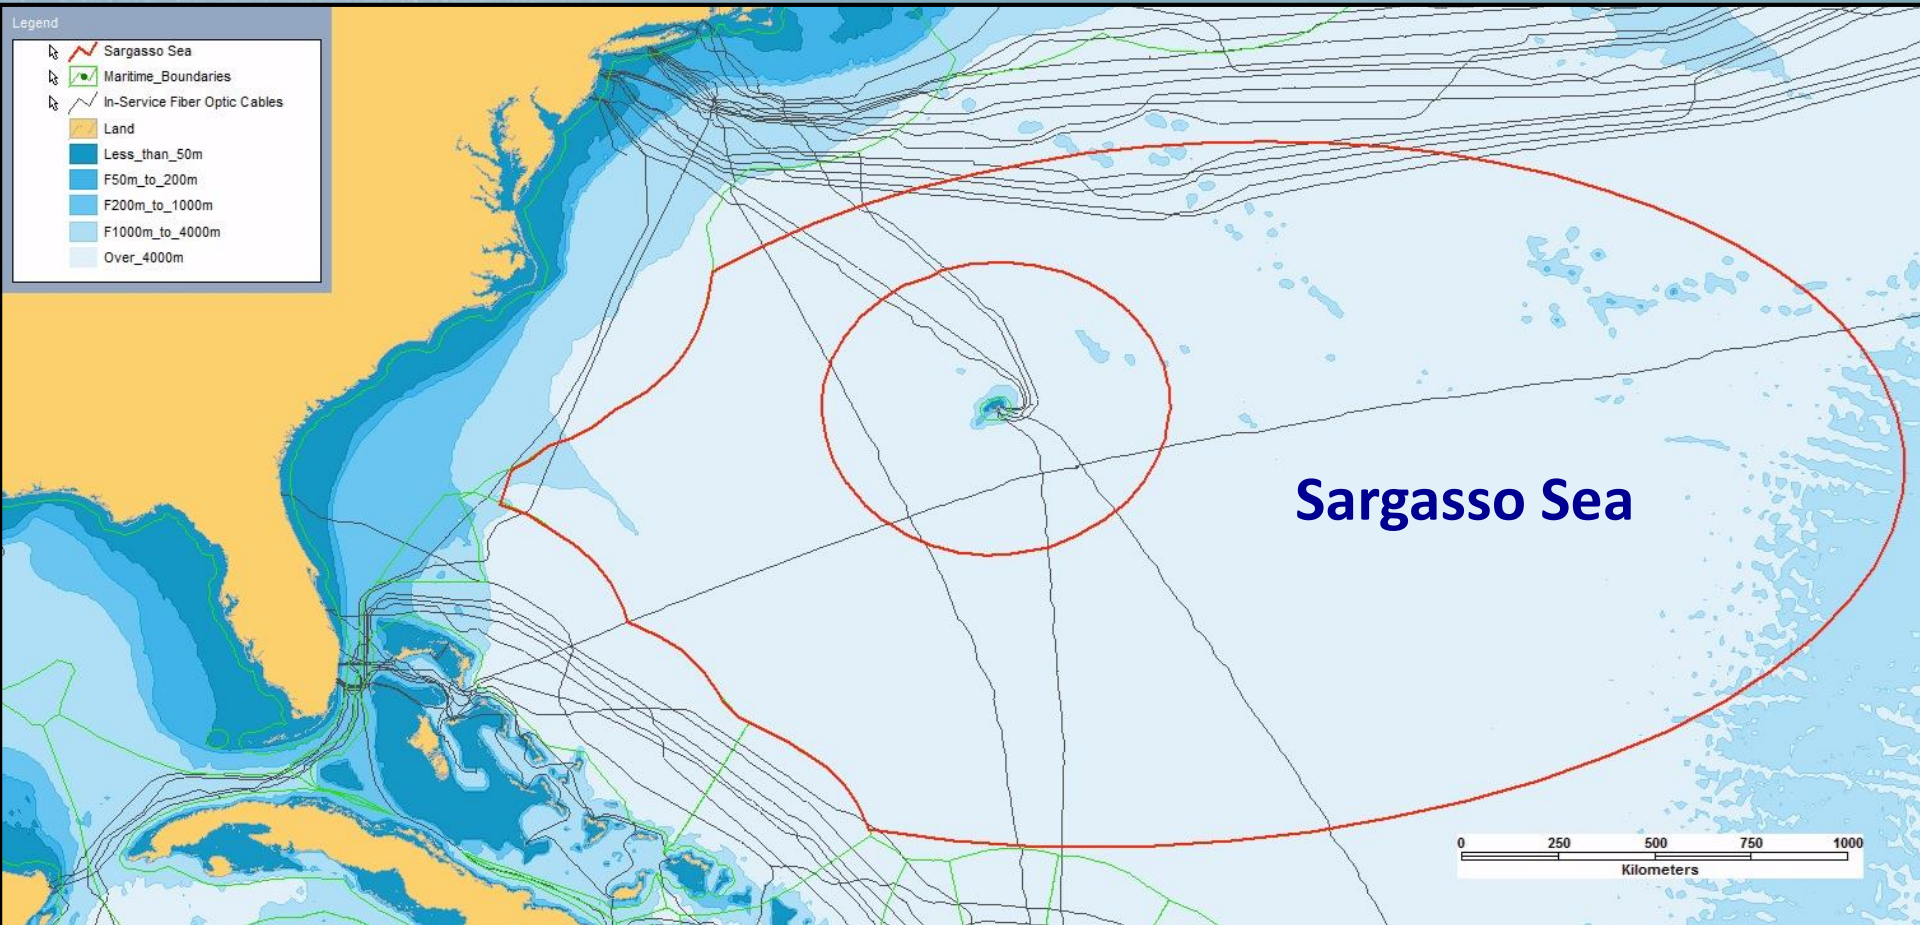 Legend
Sargasso Sea
Maritime_Boundaries
In-Service Fiber Optic Cables
Land
Less_than_50m
F50m_to_200m
F200m_to_1000m
F1000m_to_4000m
Over_4000m
Sargasso Sea
0 250 500 750 1000
Kilometers